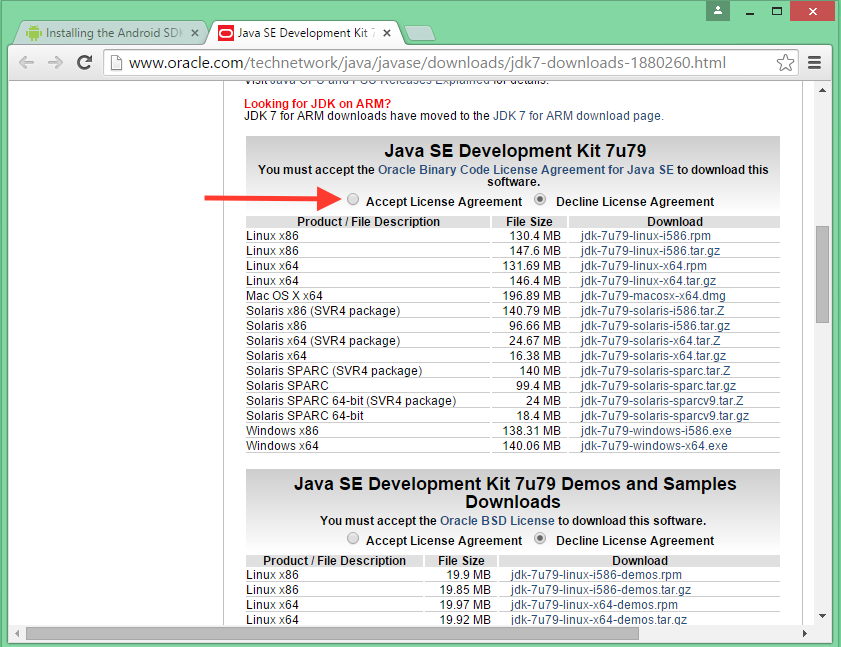 Installing the Android SDK
Java SE Development Kit 7
www.oracle.com/technetwork/java/javase/downloads/jdk7-downloads-1880260.html
Visit Java CPU and PSU Releases Explained for details.
Looking for JDK on ARM?
JDK 7 for ARM downloads have moved to the JDK 7 for ARM download page.
Java SE Development Kit 7u79
You must accept the Oracle Binary Code License Agreement for Java SE to download this
software.
Accept License Agreement Decline License Agreement
Product / File Description File Size Download
Linux x86 130.4 MB jdk-7u79-linux-i586.rpm
Linux x86 147.6 MB jdk-7u79-linux-i586.tar.gz
Linux x64 131.69 MB jdk-7u79-linux-x64.rpm
Linux x64 146.4 MB jdk-7u79-linux-x64.tar.gz
Mac OS X x64 196.89 MB jdk-7u79-macosx-x64.dmg
Solaris x86 (SVR4 package) 140.79 MB jdk-7u79-solaris-i586.tar.Z
Solaris x86 96.66 MB jdk-7u79-solaris-i586.tar.gz
Solaris x64 (SVR4 package) 24.67 MB jdk-7u79-solaris-x64.tar.Z
Solaris x64 16.38 MB jdk-7u79-solaris-x64.tar.gz
Solaris SPARC (SVR4 package) 140 MB jdk-7u79-solaris-sparc.tar.Z
Solaris SPARC 99.4 MB jdk-7u79-solaris-sparc.tar.gz
Solaris SPARC 64-bit (SVR4 package) 24 MB jdk-7u79-solaris-sparcv9.tar.Z
Solaris SPARC 64-bit 18.4 MB jdk-7u79-solaris-sparcv9.tar.gz
Windows x86 138.31 MB jdk-7u79-windows-i586.exe
Windows x64 140.06 MB jdk-7u79-windows-x64.exe
Java SE Development Kit 7u79 Demos and Samples
Downloads
You must accept the Oracle BSD License to download this software.
Accept License Agreement Decline License Agreement
Product / File Description File Size Download
Linux x86 19.9 MB jdk-7u79-linux-i586-demos.rpm
Linux x86 19.85 MB jdk-7u79-linux-i586-demos.tar.gz
Linux x64 19.97 MB jdk-7u79-linux-x64-demos.rpm
Linux x64 19.92 MB jdk-7u79-linux-x64-demos.tar.gz